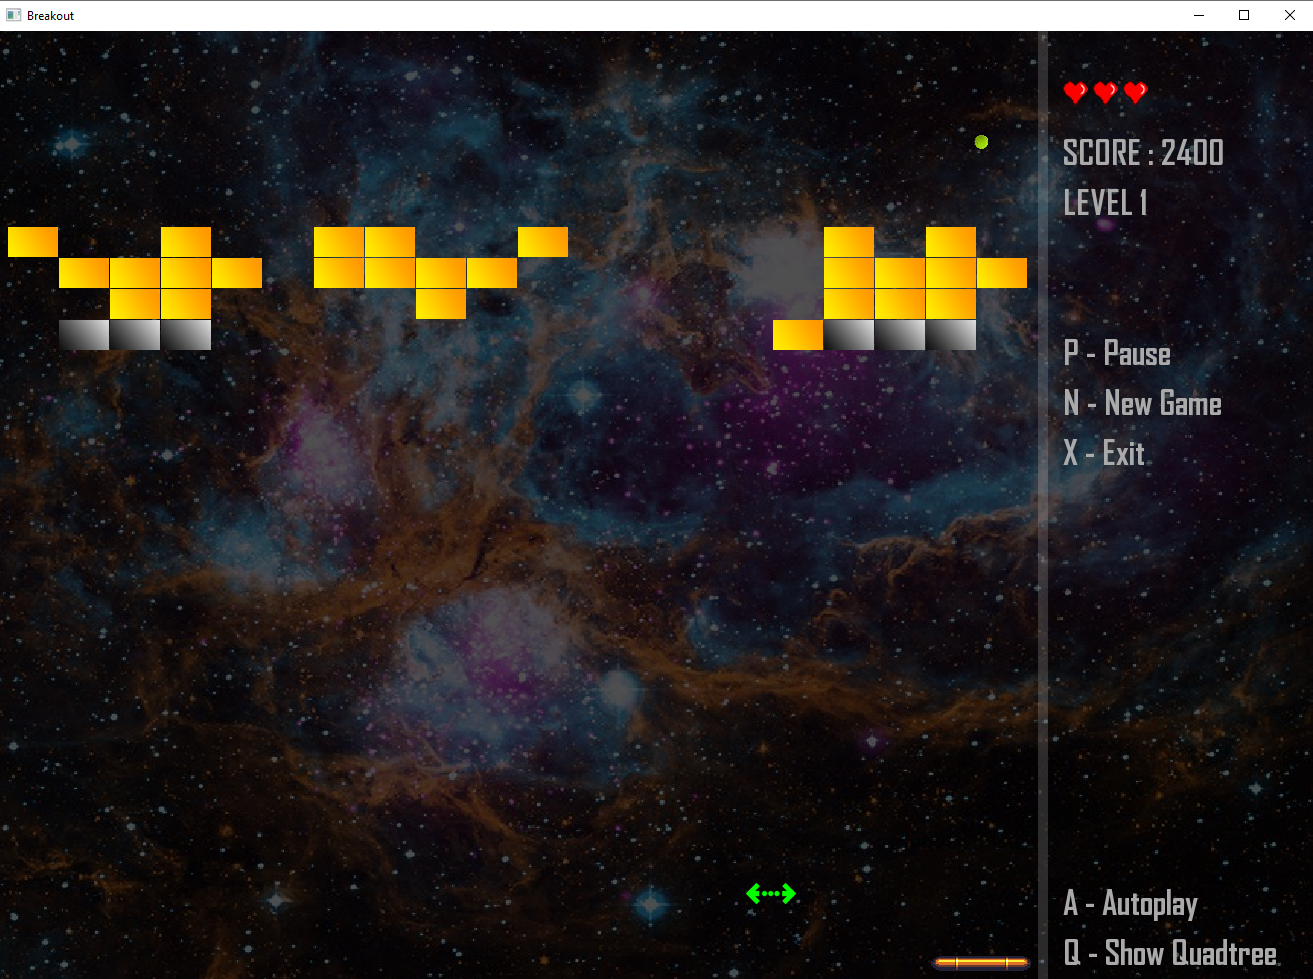 Breakout
SCORE : 2400
LEVEL 1
P - Pause
N - New Game
X - Exit
A - Autoplay
Q - Show Quadtree